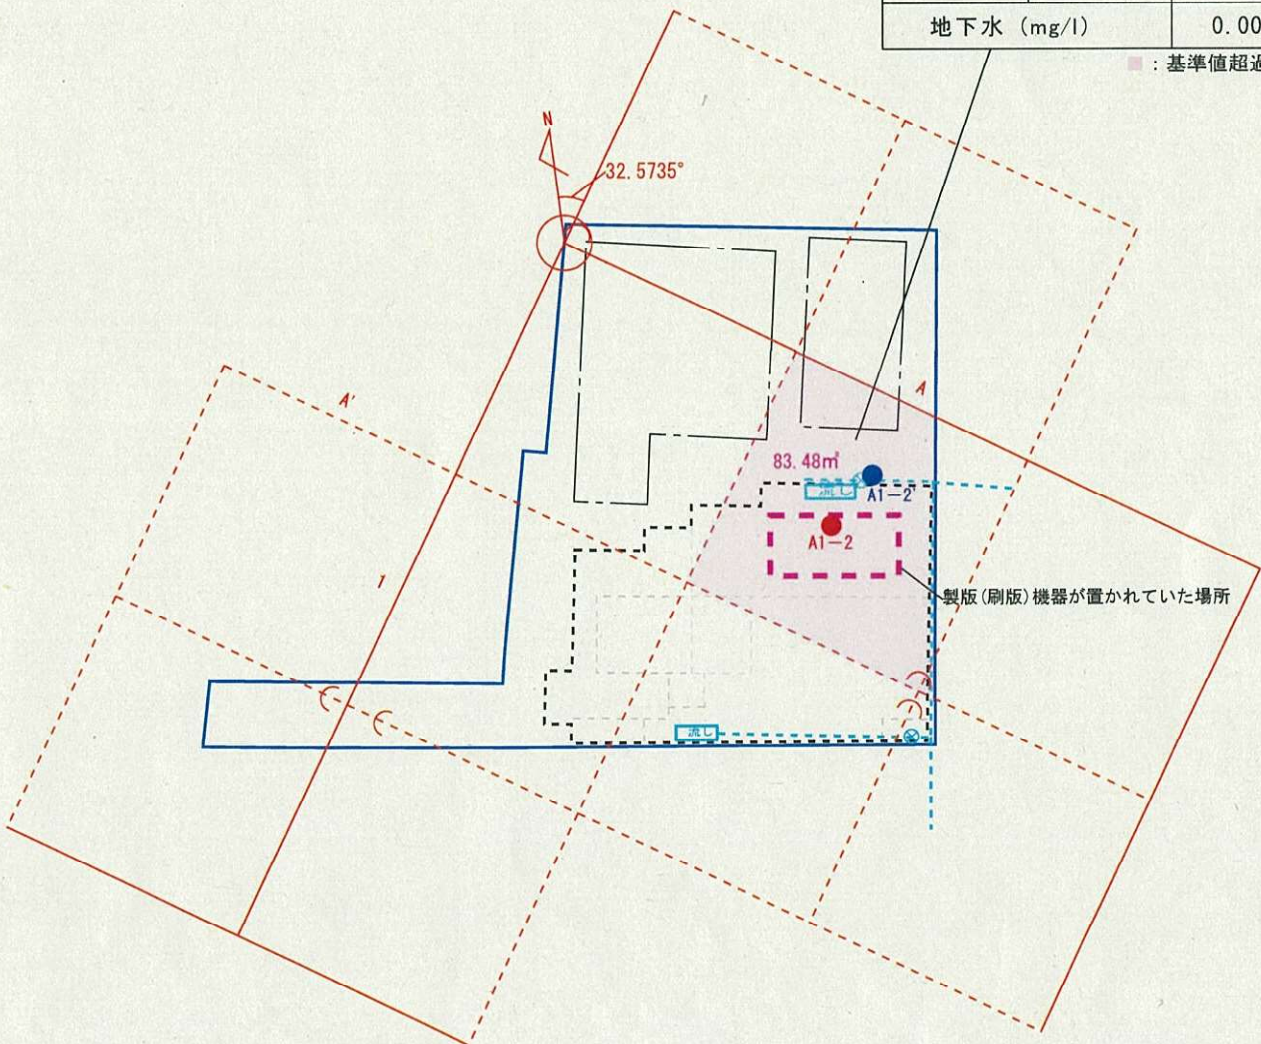 地下水 (mg/l) 0.00
：基準値超過
N
32.5735°
A'
A
83.48㎡
流し
A1-2'
A1-2
1
製版(刷版)機器が置かれていた場所
流し